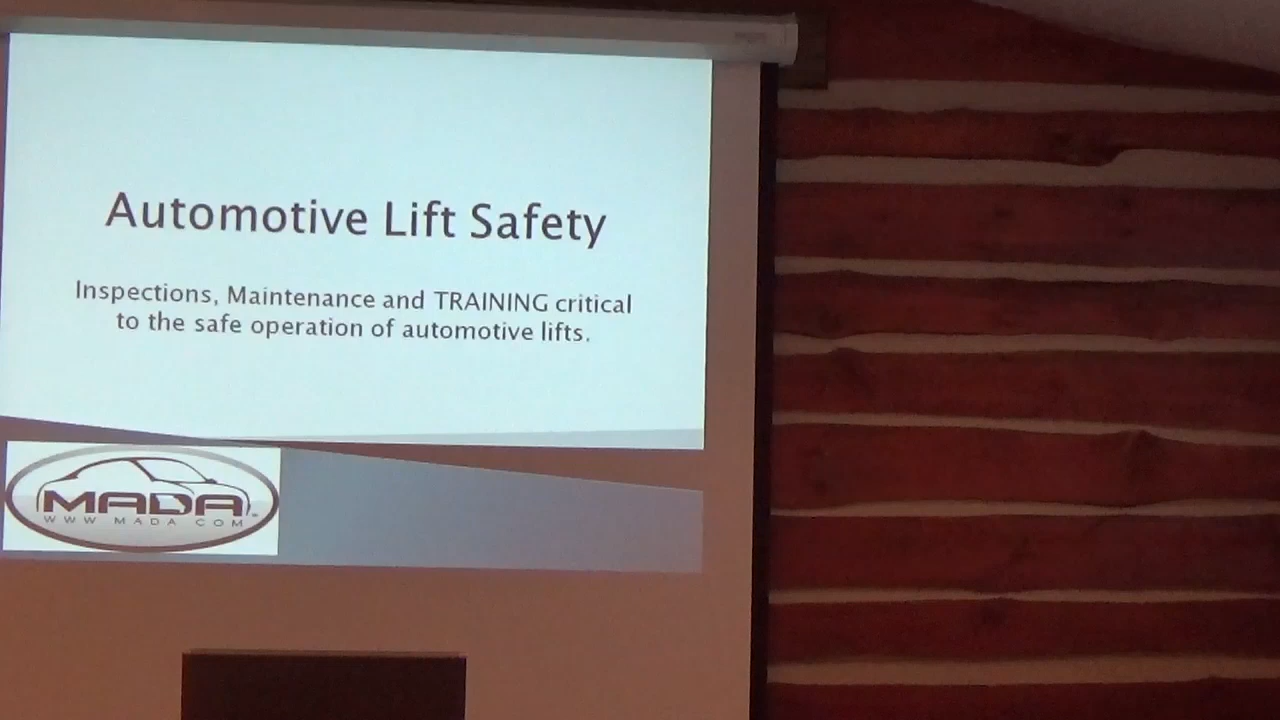 Automotive Lift Safety
Inspections, Maintenance and TRAINING critical
to the safe operation of automotive lifts.
MADA
WWW MADA COM